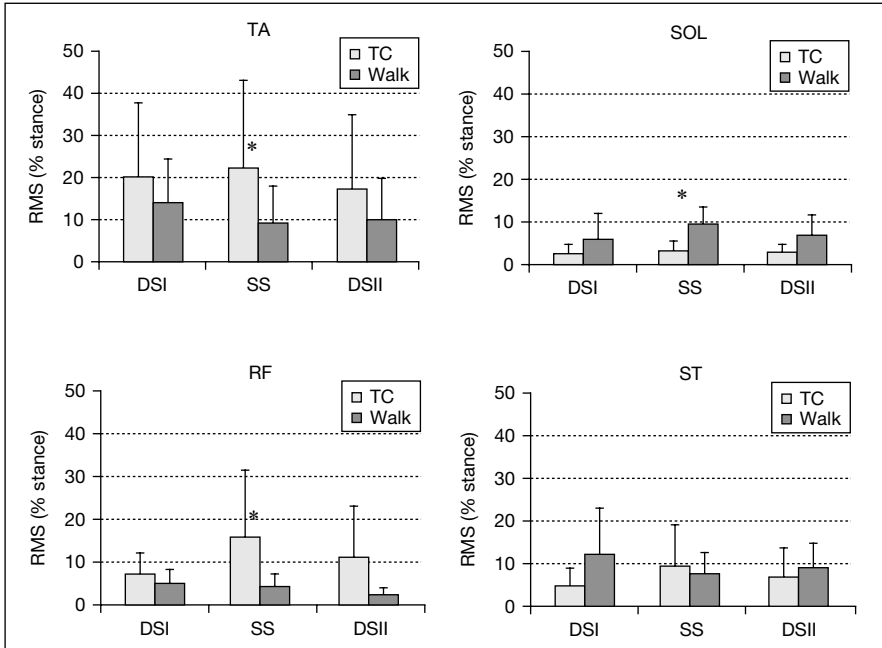 TA
TC
Walk
RMS (% stance)
50
40
30
20
10
0
*
DSI SS DSII
SOL
TC
Walk
RMS (% stance)
50
40
30
20
10
0
*
DSI SS DSII
RF
TC
Walk
RMS (% stance)
50
40
30
20
10
0
*
DSI SS DSII
ST
TC
Walk
RMS (% stance)
50
40
30
20
10
0
DSI SS DSII